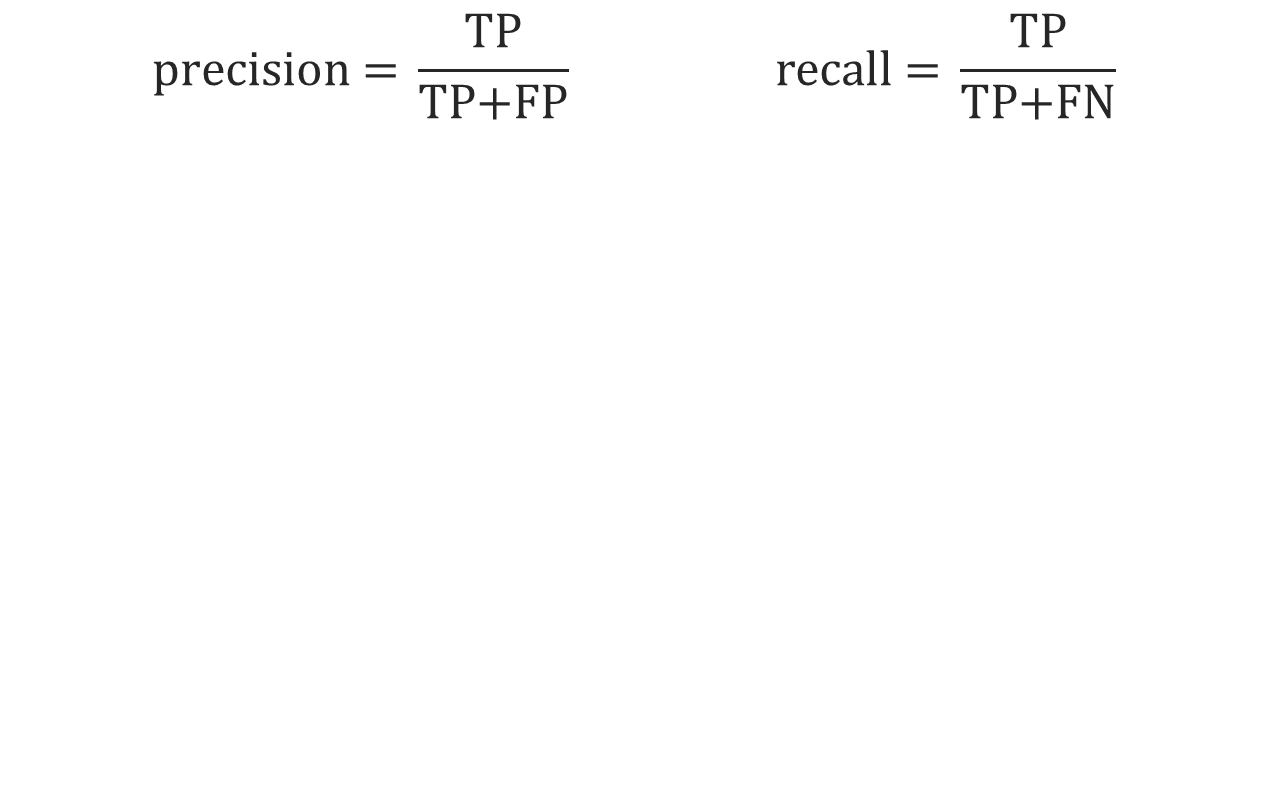 precision = TP / TP+FP
recall = TP / TP+FN